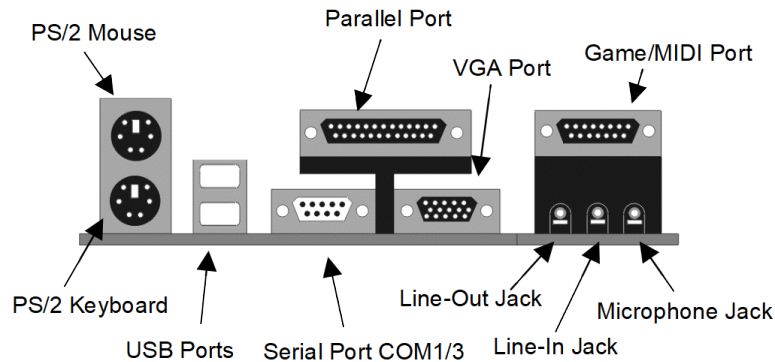 Parallel Port
PS/2 Mouse
Game/MIDI Port
VGA Port
Line-Out Jack
PS/2 Keyboard
Microphone Jack
Line-In Jack
USB Ports
Serial Port COM1/3